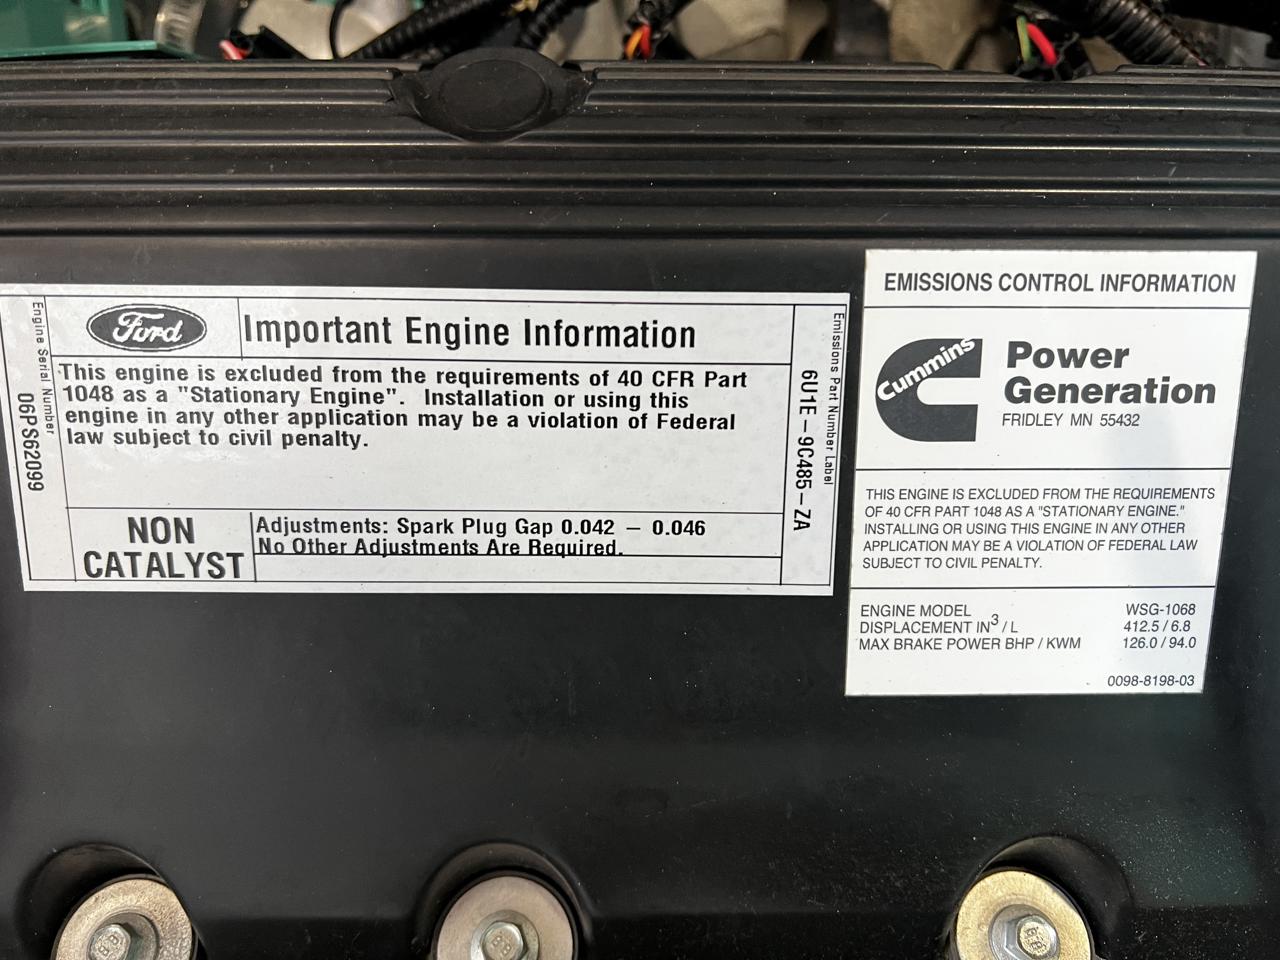 Engine Serial Number
06PS62099
Ford
Important Engine Information
This engine is excluded from the requirements of 40 CFR Part
1048 as a "Stationary Engine". Installation or using this
engine in any other application may be a violation of Federal
law subject to civil penalty.
NON
CATALYST
Adjustments: Spark Plug Gap 0.042 – 0.046
No Other Adjustments Are Required.
Emissions Part Number Label
6U1E–9C485–ZA
EMISSIONS CONTROL INFORMATION
Cummins
Power
Generation
FRIDLEY MN 55432
THIS ENGINE IS EXCLUDED FROM THE REQUIREMENTS
OF 40 CFR PART 1048 AS A "STATIONARY ENGINE."
INSTALLING OR USING THIS ENGINE IN ANY OTHER
APPLICATION MAY BE A VIOLATION OF FEDERAL LAW
SUBJECT TO CIVIL PENALTY.
ENGINE MODEL WSG-1068
DISPLACEMENT IN³ / L 412.5 / 6.8
MAX BRAKE POWER BHP / KWM 126.0 / 94.0
0098-8198-03